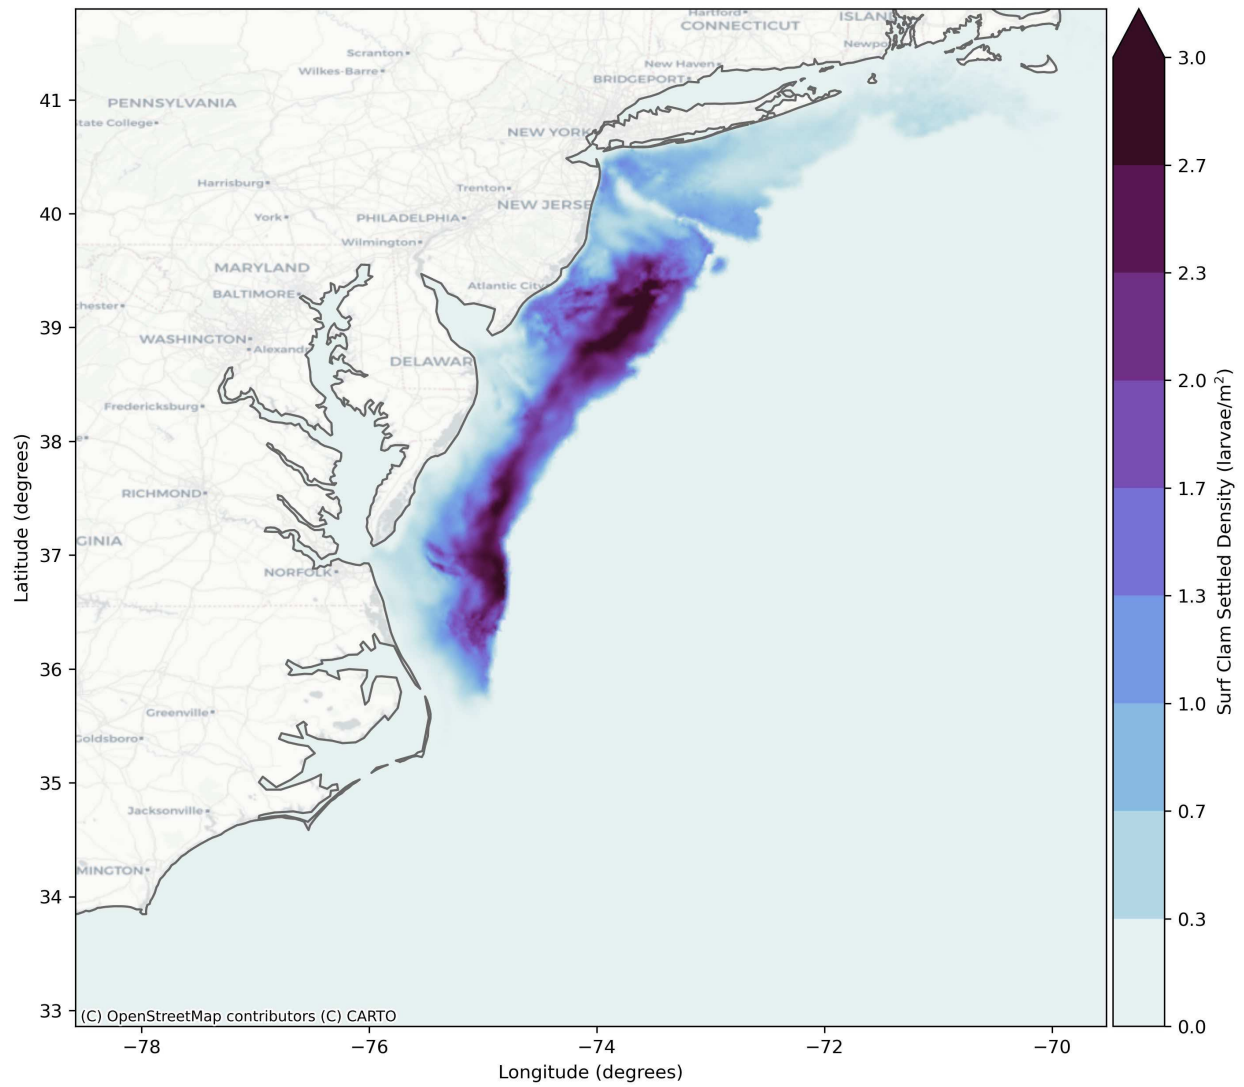 Hartford
CONNECTICUT
ISLAN
Newpo
Scranton
Wilkes-Barre
New Haven
BRIDGEPORT
PENNSYLVANIA
tate College
NEW YORK
Harrisburg
Trenton
NEW JERSE
York
PHILADELPHIA
Wilmington
MARYLAND
BALTIMORE
Atlantic City
hester
WASHINGTON
Alexand
DELAWAR
Fredericksburg
RICHMOND
GINIA
NORFOLK
Greenville
Goldsboro
Jacksonville
MINGTON
(C) OpenStreetMap contributors (C) CARTO
41
40
39
38
37
36
35
34
33
Latitude (degrees)
−78
−76
−74
−72
−70
Longitude (degrees)
3.0
2.7
2.3
2.0
1.7
1.3
1.0
0.7
0.3
0.0
Surf Clam Settled Density (larvae/m²)